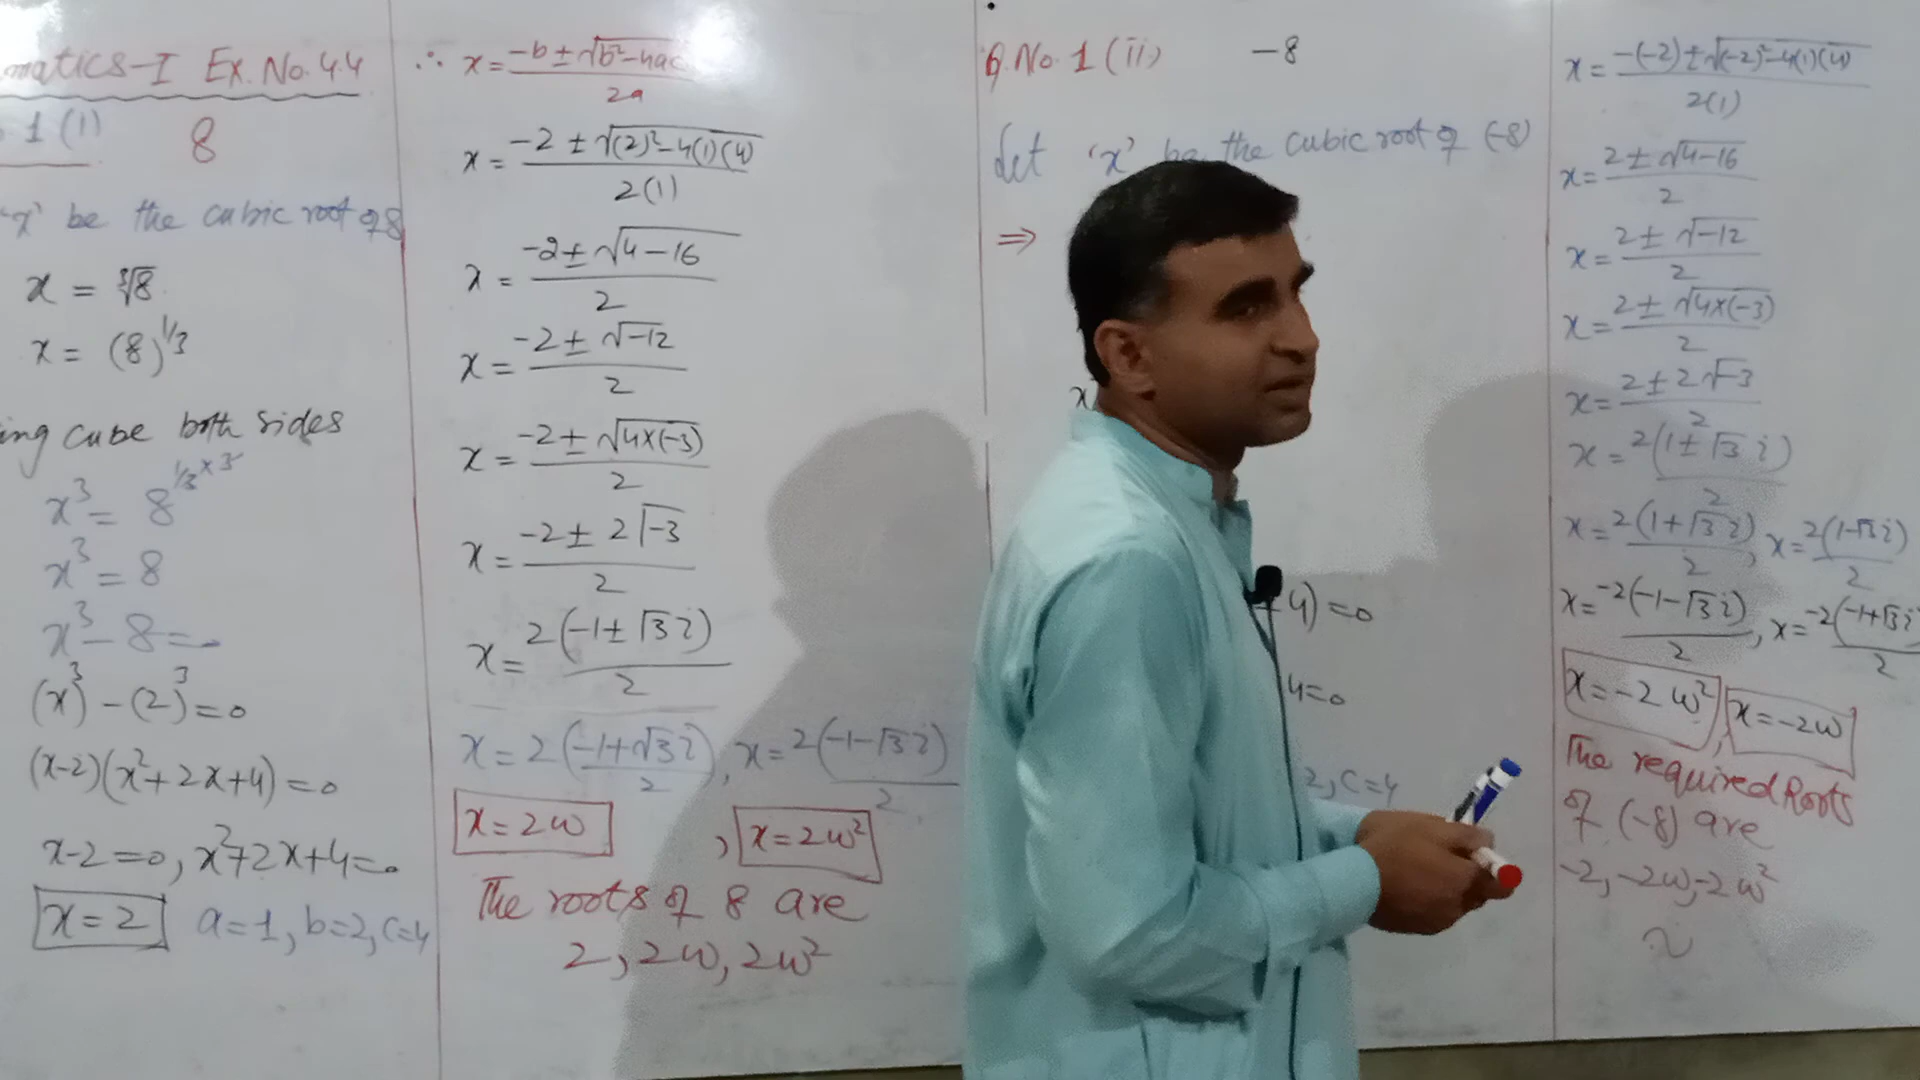 matics-I Ex. No. 4.4
1 (i) 8
'x' be the cubic root of 8
x = ∛8
x = (8)^1/3
ing cube both sides
x³ = 8^1/3×3
x³ = 8
x³ - 8 = 0
(x)³ - (2)³ = 0
(x-2)(x²+2x+4) = 0
x-2=0, x²+2x+4=0
x=2 a=1, b=2, c=4
∴ x = (-b±√b²-4ac)/2a
x = (-2 ± √(2)²-4(1)(4))/2(1)
x = (-2±√4-16)/2
x = (-2±√-12)/2
x = (-2±√4×(-3))/2
x = (-2± 2√-3)/2
x = 2(-1±√3 i)/2
x = 2(-1+√3 i)/2, x = 2(-1-√3 i)/2
x=2ω, x=2ω²
The roots of 8 are
2, 2ω, 2ω²
Q.No. 1 (ii) -8
Let 'x' be the cubic root of (-8)
⇒
x
4)=0
4=0
2, c=4
x = (-(-2)±√(-2)²-4(1)(4))/2(1)
x = (2±√4-16)/2
x = (2±√-12)/2
x = (2±√4×(-3))/2
x = (2±2√-3)/2
x = 2(1±√3 i)/2
x = 2(1+√3 i)/2, x = 2(1-√3 i)/2
x = -2(-1-√3 i)/2, x = -2(-1+√3 i)/2
x=-2ω², x=-2ω
The required Roots
of (-8) are
-2, -2ω, -2ω²